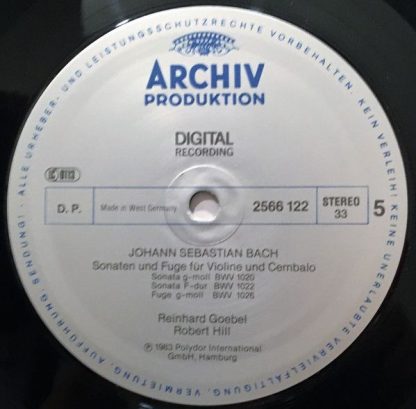 · ALLE URHEBER- UND LEISTUNGSSCHUTZRECHTE VORBEHALTEN · KEIN VERLEIH! KEINE UNERLAUBTE VERVIELFÄLTIGUNG, VERMIETUNG, AUFFÜHRUNG, SENDUNG!
ARCHIV
PRODUKTION
DIGITAL
RECORDING
D. P. Made in West Germany 2566 122 STEREO 33 5
JOHANN SEBASTIAN BACH
Sonaten und Fuge für Violine und Cembalo
Sonata g-moll BWV 1020
Sonata F-dur BWV 1022
Fuge g-moll BWV 1026
Reinhard Goebel
Robert Hill
℗ 1983 Polydor International
GmbH, Hamburg